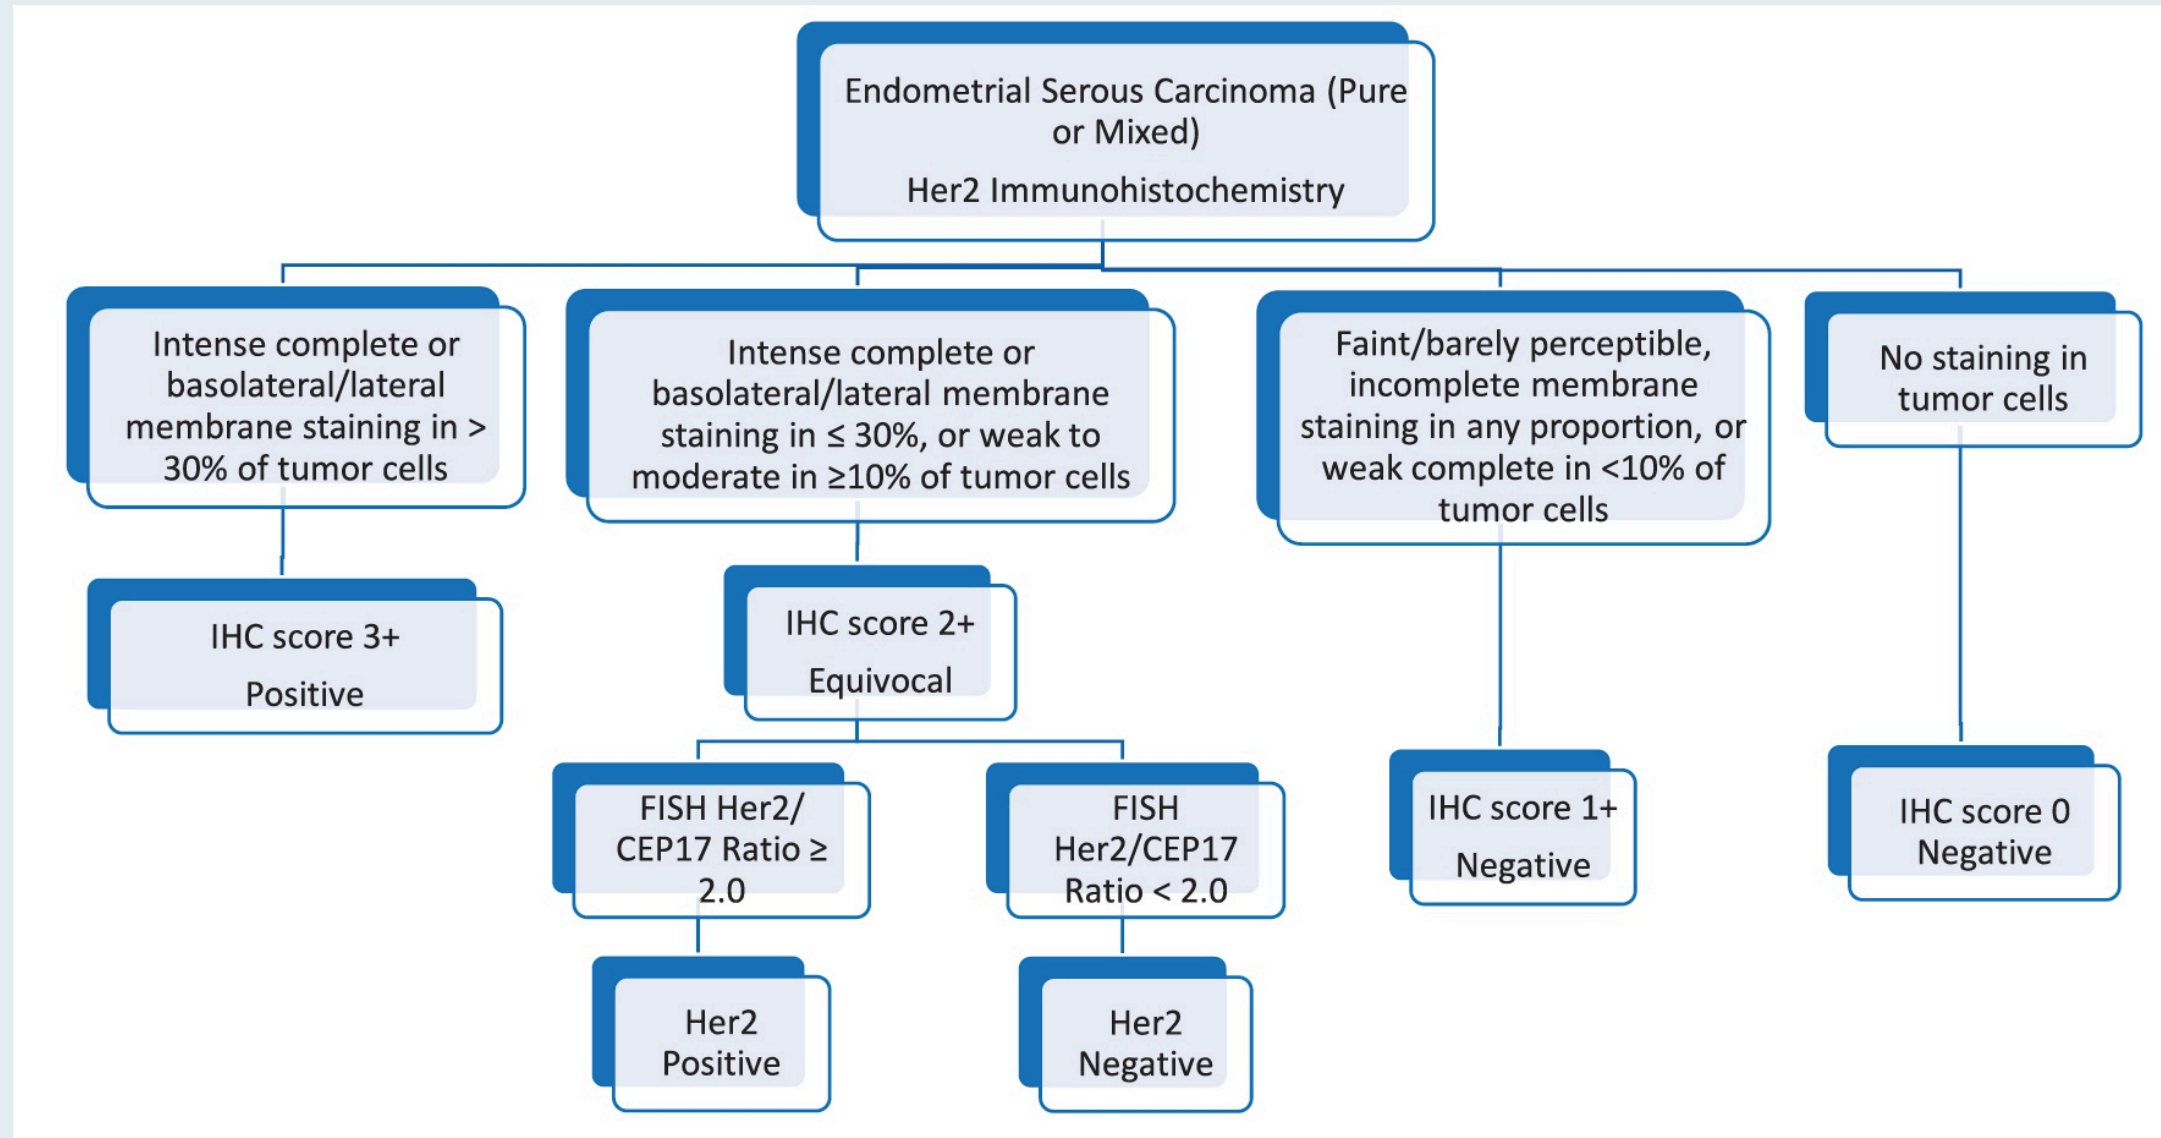 Endometrial Serous Carcinoma (Pure
or Mixed)
Her2 Immunohistochemistry
Intense complete or
basolateral/lateral
membrane staining in >
30% of tumor cells
Intense complete or
basolateral/lateral membrane
staining in ≤ 30%, or weak to
moderate in ≥10% of tumor cells
Faint/barely perceptible,
incomplete membrane
staining in any proportion, or
weak complete in <10% of
tumor cells
No staining in
tumor cells
IHC score 3+
Positive
IHC score 2+
Equivocal
FISH Her2/
CEP17 Ratio ≥
2.0
FISH
Her2/CEP17
Ratio < 2.0
IHC score 1+
Negative
IHC score 0
Negative
Her2
Positive
Her2
Negative